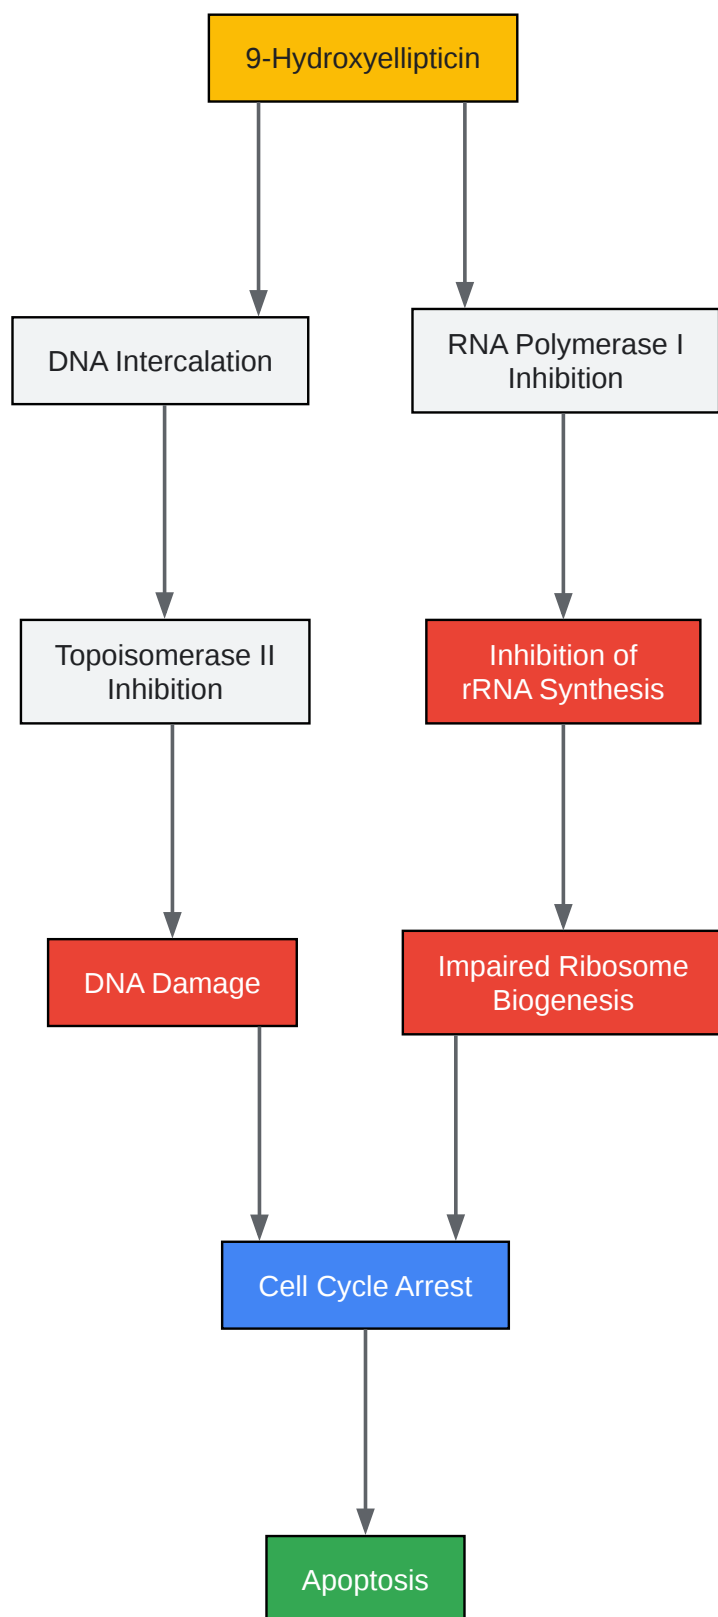 9-Hydroxyellipticin
DNA Intercalation
RNA Polymerase I
Inhibition
Topoisomerase II
Inhibition
Inhibition of
rRNA Synthesis
DNA Damage
Impaired Ribosome
Biogenesis
Cell Cycle Arrest
Apoptosis